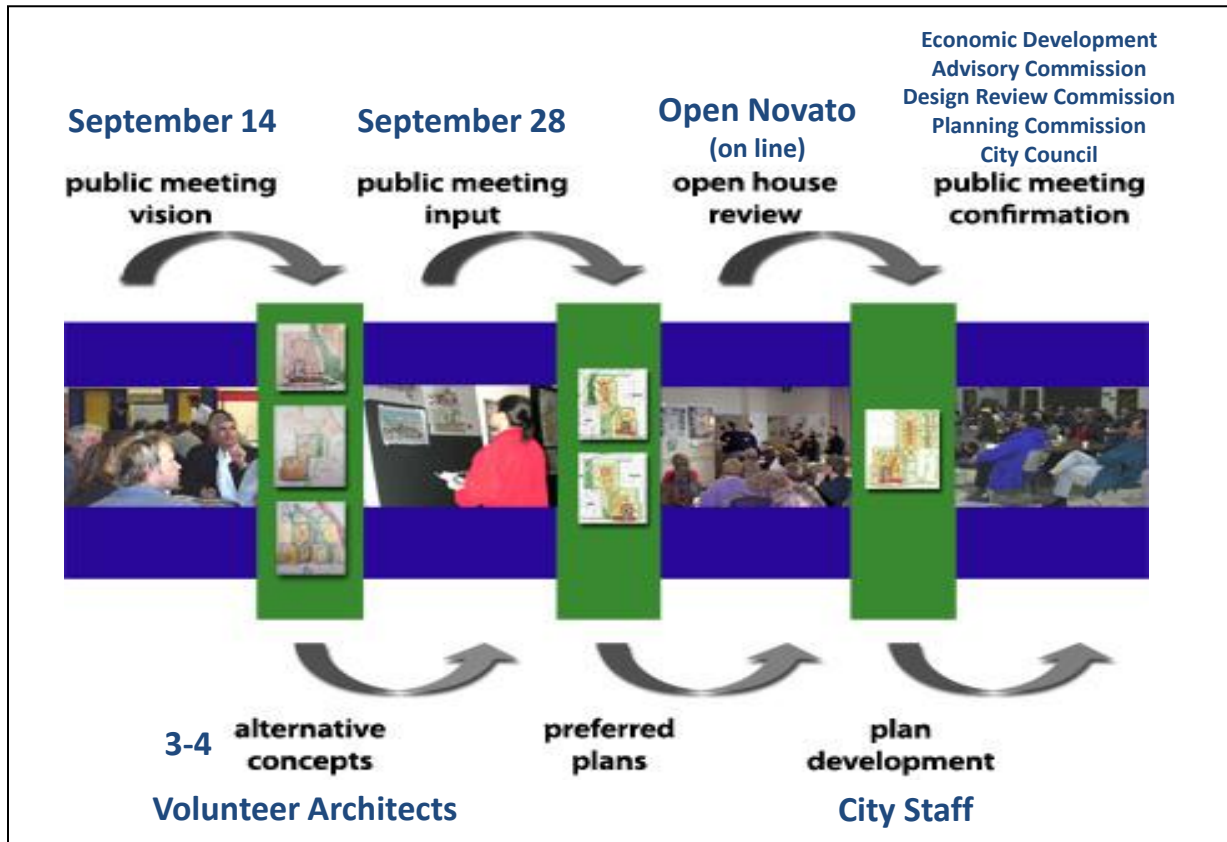 September 14
public meeting
vision
September 28
public meeting
input
Open Novato
(on line)
open house
review
Economic Development
Advisory Commission
Design Review Commission
Planning Commission
City Council
public meeting
confirmation
3-4 alternative
concepts
Volunteer Architects
preferred
plans
plan
development
City Staff